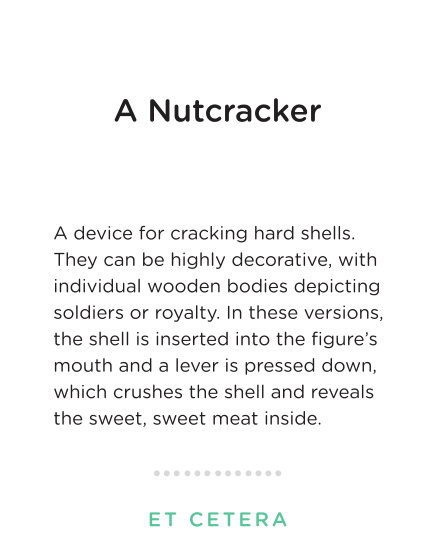 A Nutcracker
A device for cracking hard shells.
They can be highly decorative, with
individual wooden bodies depicting
soldiers or royalty. In these versions,
the shell is inserted into the figure’s
mouth and a lever is pressed down,
which crushes the shell and reveals
the sweet, sweet meat inside.
ET CETERA